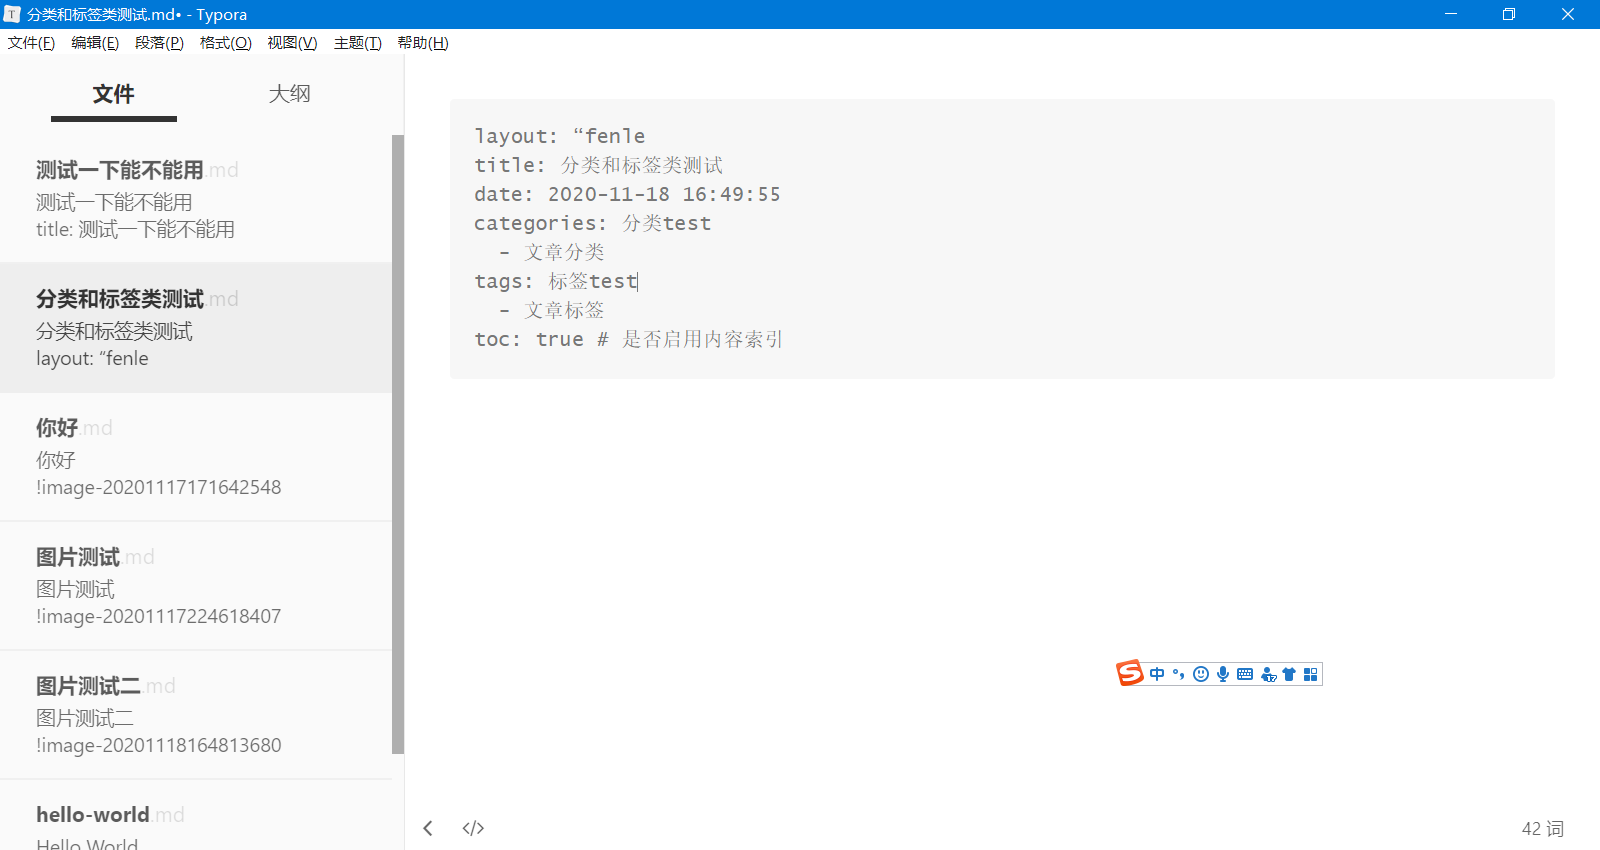 分类和标签类测试.md• - Typora
文件(F) 编辑(E) 段落(P) 格式(O) 视图(V) 主题(T) 帮助(H)
文件 大纲
测试一下能不能用.md
测试一下能不能用
title: 测试一下能不能用
分类和标签类测试.md
分类和标签类测试
layout: “fenle
你好.md
你好
!image-20201117171642548
图片测试.md
图片测试
!image-20201117224618407
图片测试二.md
图片测试二
!image-20201118164813680
hello-world.md
Hello World
layout: “fenle
title: 分类和标签类测试
date: 2020-11-18 16:49:55
categories: 分类test
- 文章分类
tags: 标签test
- 文章标签
toc: true # 是否启用内容索引
中
</>
42 词